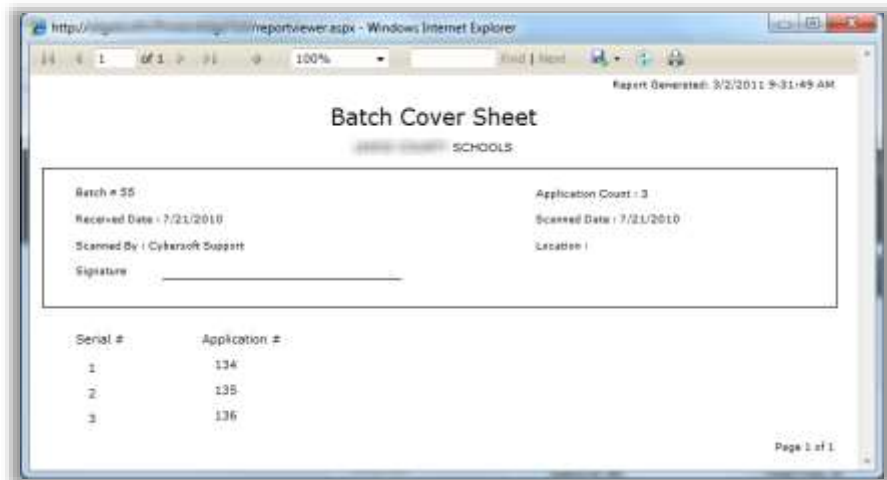 http:// /reportviewer.aspx - Windows Internet Explorer
1 of 1 100% Find | Next
Report Generated: 3/2/2011 9:31:49 AM
Batch Cover Sheet
SCHOOLS
Batch # 55 Application Count : 3
Received Date : 7/21/2010 Scanned Date : 7/21/2010
Scanned By : Cybersoft Support Location :
Signature
Serial # Application #
1 134
2 135
3 136
Page 1 of 1